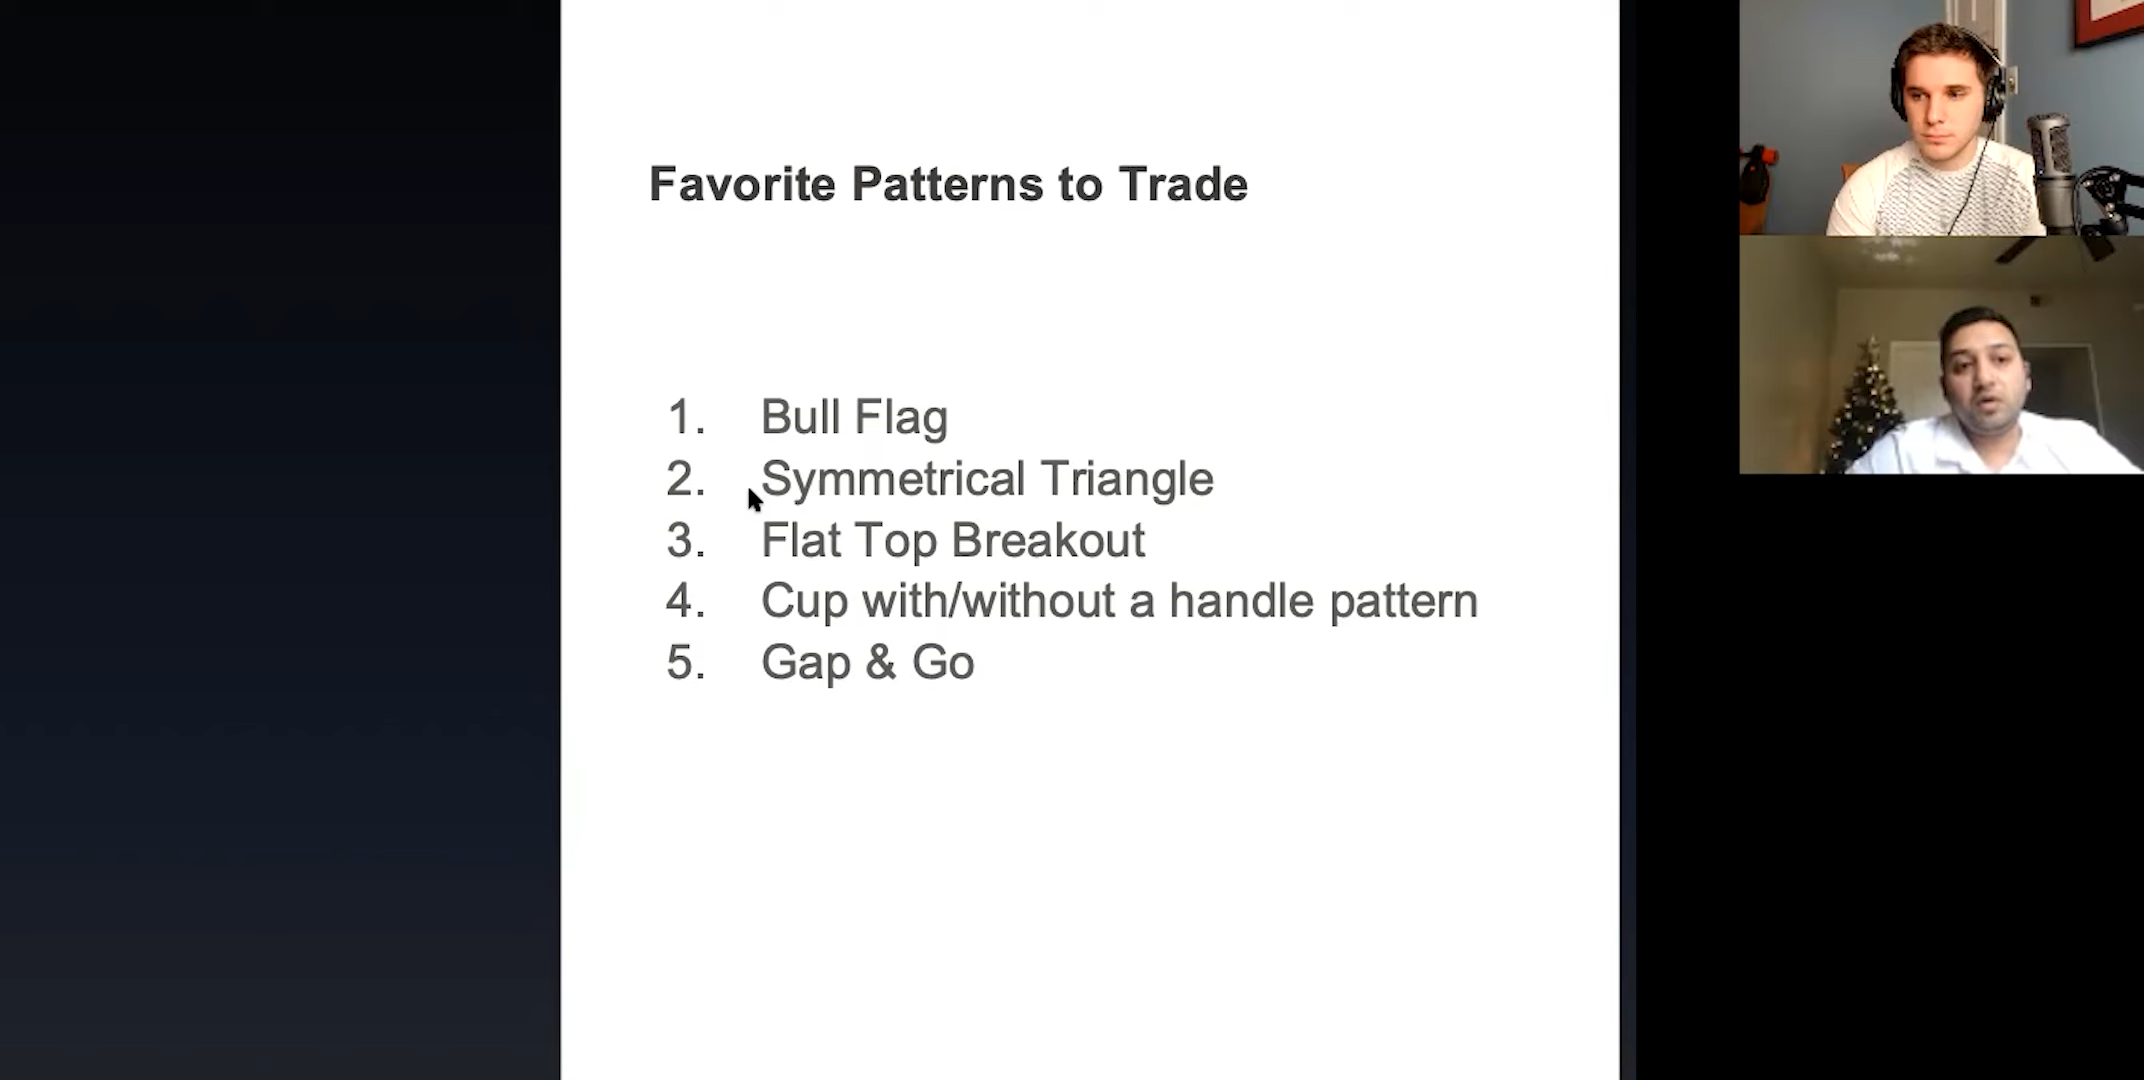 Favorite Patterns to Trade
1. Bull Flag
2. Symmetrical Triangle
3. Flat Top Breakout
4. Cup with/without a handle pattern
5. Gap & Go